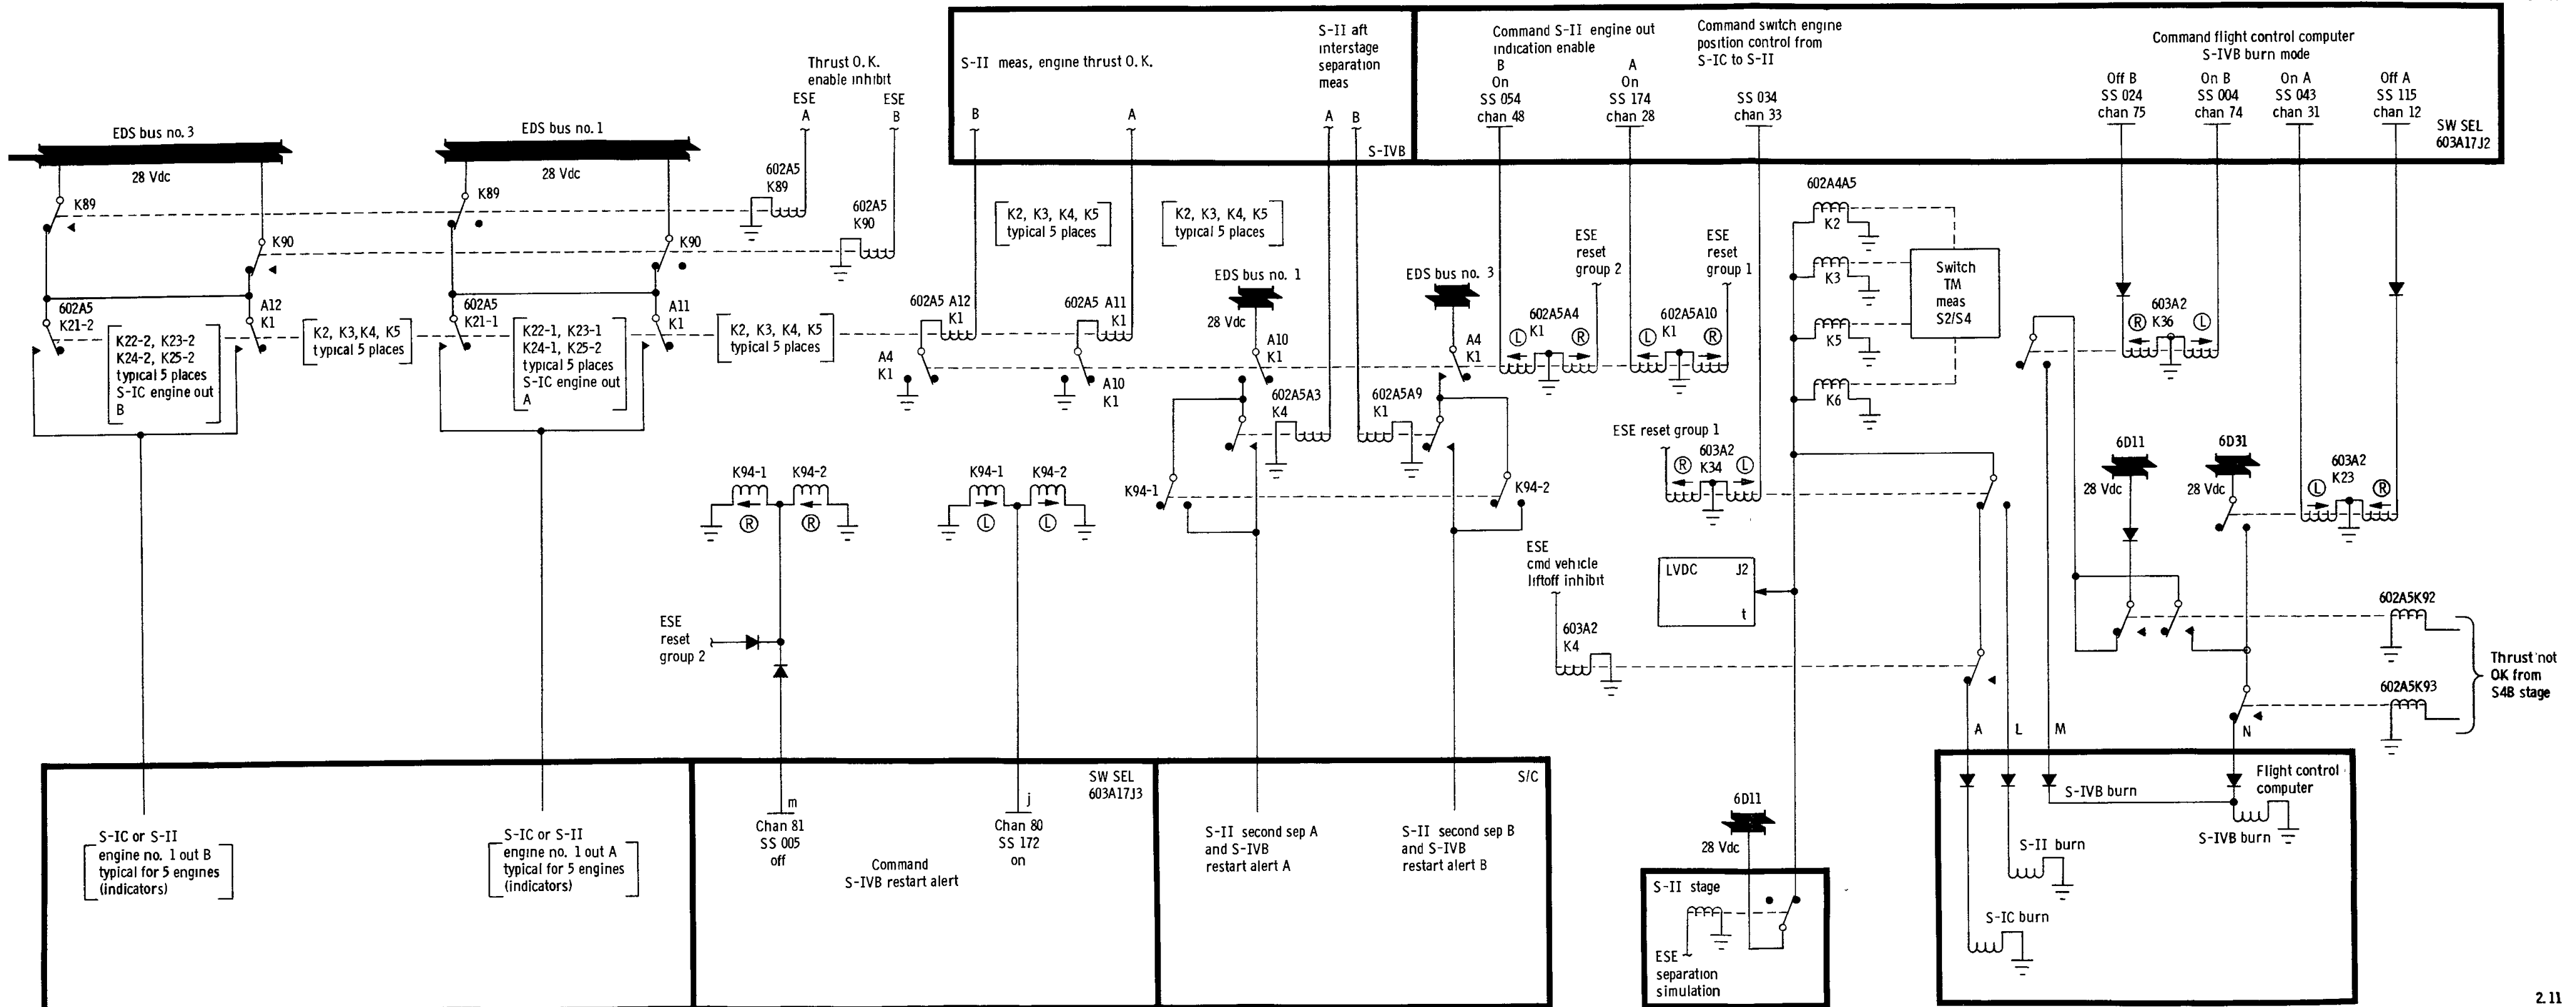 EDS bus no. 3
28 Vdc
K89
K90
602A5
K21-2
A12
K1
K22-2, K23-2
K24-2, K25-2
typical 5 places
S-IC engine out
B
K2, K3, K4, K5
typical 5 places
EDS bus no. 1
28 Vdc
K89
K90
602A5
K21-1
A11
K1
K22-1, K23-1
K24-1, K25-2
typical 5 places
S-IC engine out
A
K2, K3, K4, K5
typical 5 places
Thrust O.K.
enable inhibit
ESE
A
ESE
B
602A5
K89
602A5
K90
S-II meas, engine thrust O.K.
B
A
S-II aft
interstage
separation
meas
A
B
S-IVB
K2, K3, K4, K5
typical 5 places
K2, K3, K4, K5
typical 5 places
602A5 A12
K1
602A5 A11
K1
A4
K1
A10
K1
EDS bus no. 1
28 Vdc
A10
K1
EDS bus no. 3
A4
K1
602A5A3
K4
602A5A9
K1
K94-1
K94-2
Command S-II engine out
indication enable
B
On
SS 054
chan 48
A
On
SS 174
chan 28
Command switch engine
position control from
S-IC to S-II
SS 034
chan 33
Command flight control computer
S-IVB burn mode
Off B
SS 024
chan 75
On B
SS 004
chan 74
On A
SS 043
chan 31
Off A
SS 115
chan 12
SW SEL
603A17J2
ESE
reset
group 2
ESE
reset
group 1
602A5A4
K1
L
R
602A5A10
K1
L
R
602A4A5
K2
K3
K5
K6
Switch
TM
meas
S2/S4
603A2
K36
R
L
ESE reset group 1
603A2
K34
R
L
6D11
28 Vdc
6D31
28 Vdc
603A2
K23
L
R
K94-1
K94-2
R
R
K94-1
K94-2
L
L
ESE
reset
group 2
ESE
cmd vehicle
liftoff inhibit
603A2
K4
LVDC
J2
t
602A5K92
602A5K93
Thrust not
OK from
S4B stage
A
L
M
N
S-IC or S-II
engine no. 1 out B
typical for 5 engines
(indicators)
S-IC or S-II
engine no. 1 out A
typical for 5 engines
(indicators)
SW SEL
603A17J3
m
Chan 81
SS 005
off
j
Chan 80
SS 172
on
Command
S-IVB restart alert
S/C
S-II second sep A
and S-IVB
restart alert A
S-II second sep B
and S-IVB
restart alert B
6D11
28 Vdc
S-II stage
ESE
separation
simulation
Flight control
computer
S-IVB burn
S-IVB burn
S-II burn
S-IC burn
2.11